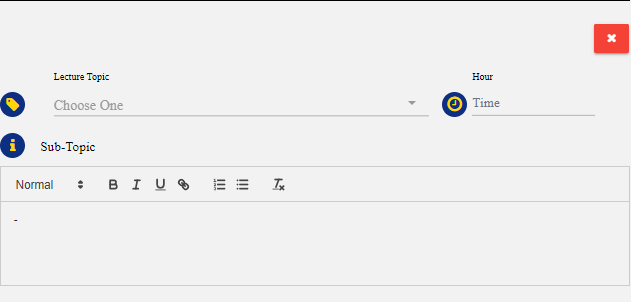 Lecture Topic
Hour
Choose One
Time
Sub-Topic
Normal
B I U
-